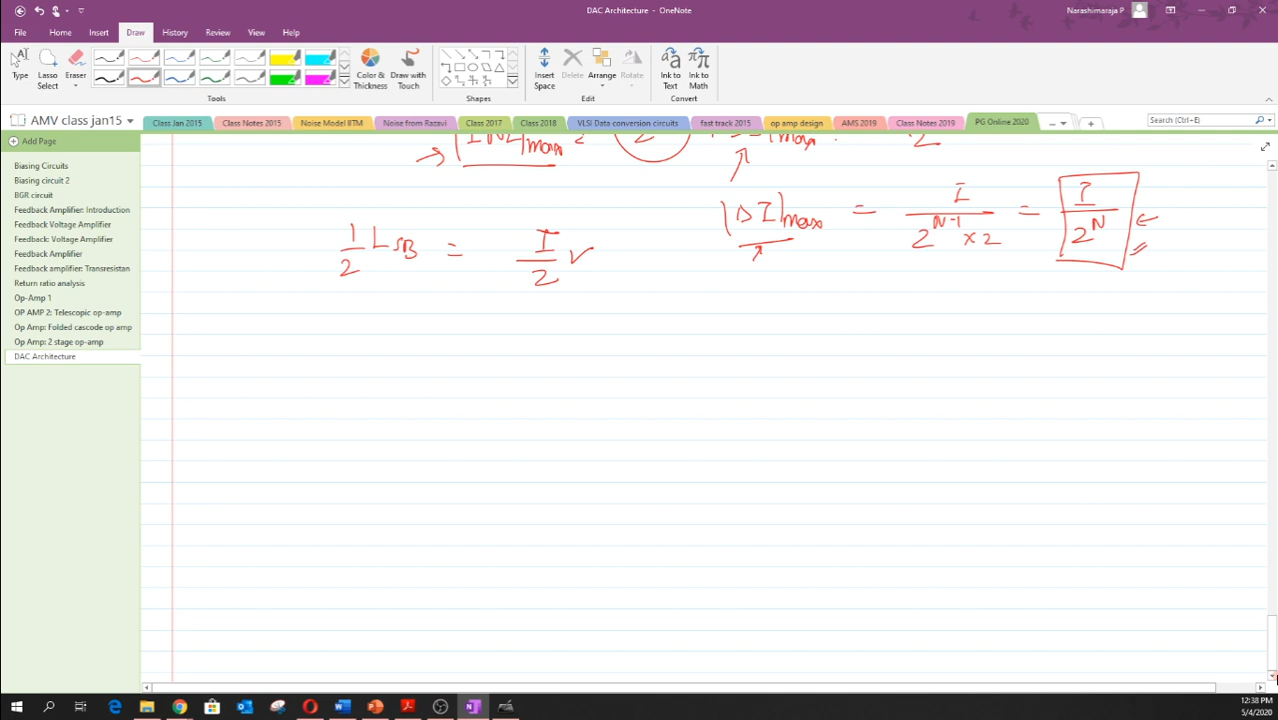 DAC Architecture - OneNote
Narashimaraja P
File Home Insert Draw History Review View Help
Type
Lasso Select
Eraser
Color & Thickness
Draw with Touch
Insert Space
Delete
Arrange
Rotate
Ink to Text
Ink to Math
Tools
Shapes
Edit
Convert
AMV class jan15
Class Jan 2015
Class Notes 2015
Noise Model IITM
Noise from Razavi
Class 2017
Class 2018
VLSI Data conversion circuits
fast track 2015
op amp design
AMS 2019
Class Notes 2019
PG Online 2020
Search (Ctrl+E)
Add Page
Biasing Circuits
Biasing circuit 2
BGR circuit
Feedback Amplifier: Introduction
Feedback Voltage Amplifier
Feedback: Voltage Amplifier
Feedback Amplifier
Feedback amplifier: Transresistan
Return ratio analysis
Op-Amp 1
OP AMP 2: Telescopic op-amp
Op Amp: Folded cascode op amp
Op Amp: 2 stage op-amp
DAC Architecture
|INL|max =
|ΔI|max = I / 2^(N-1) × 2 = I / 2^N
1/2 LSB = I/2
12:38 PM
5/4/2020